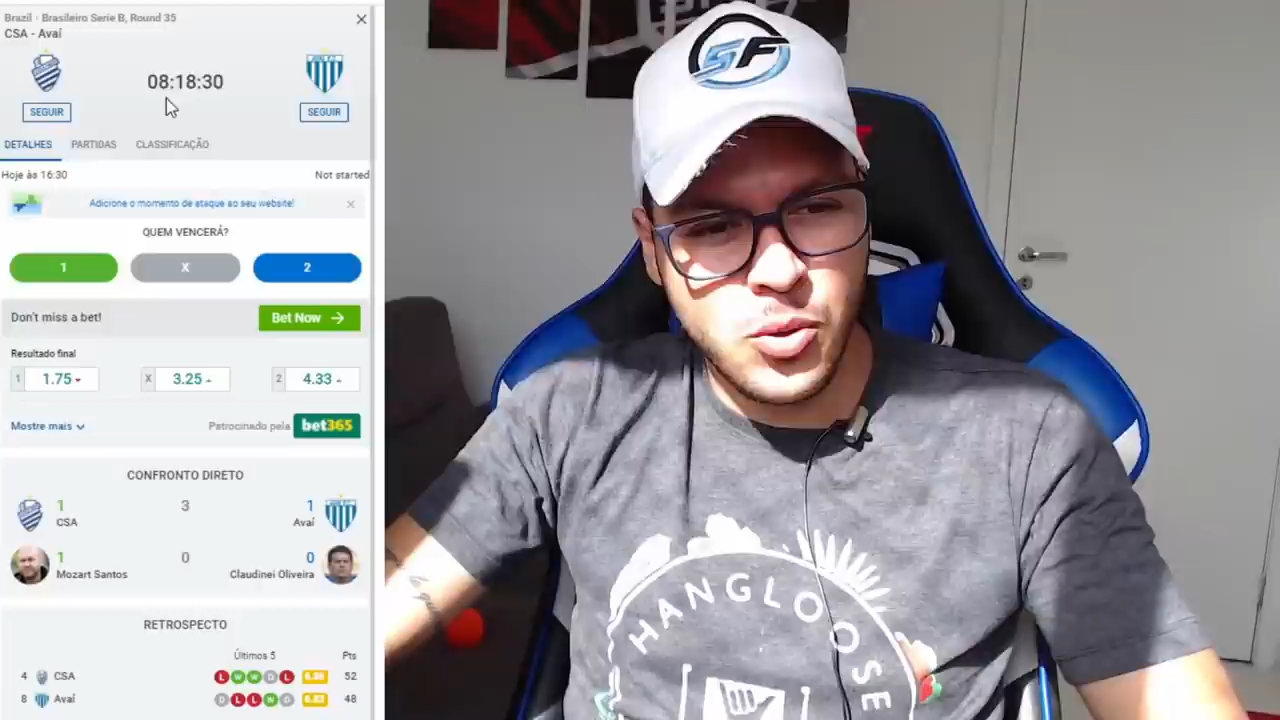 Brazil · Brasileiro Serie B, Round 35
CSA - Avaí
08:18:30
SEGUIR
SEGUIR
DETALHES PARTIDAS CLASSIFICAÇÃO
Hoje às 16:30 Not started
Adicione o momento de ataque ao seu website!
QUEM VENCERÁ?
1 X 2
Don't miss a bet!
Bet Now
Resultado final
1 1.75 X 3.25 2 4.33
Mostre mais Patrocinado pela bet365
CONFRONTO DIRETO
1 3 1
CSA Avaí
1 0 0
Mozart Santos Claudinei Oliveira
RETROSPECTO
Últimos 5 Pts
4 CSA L W W D L 52
8 Avaí D L L W D 48
SF
HANGLOOSE